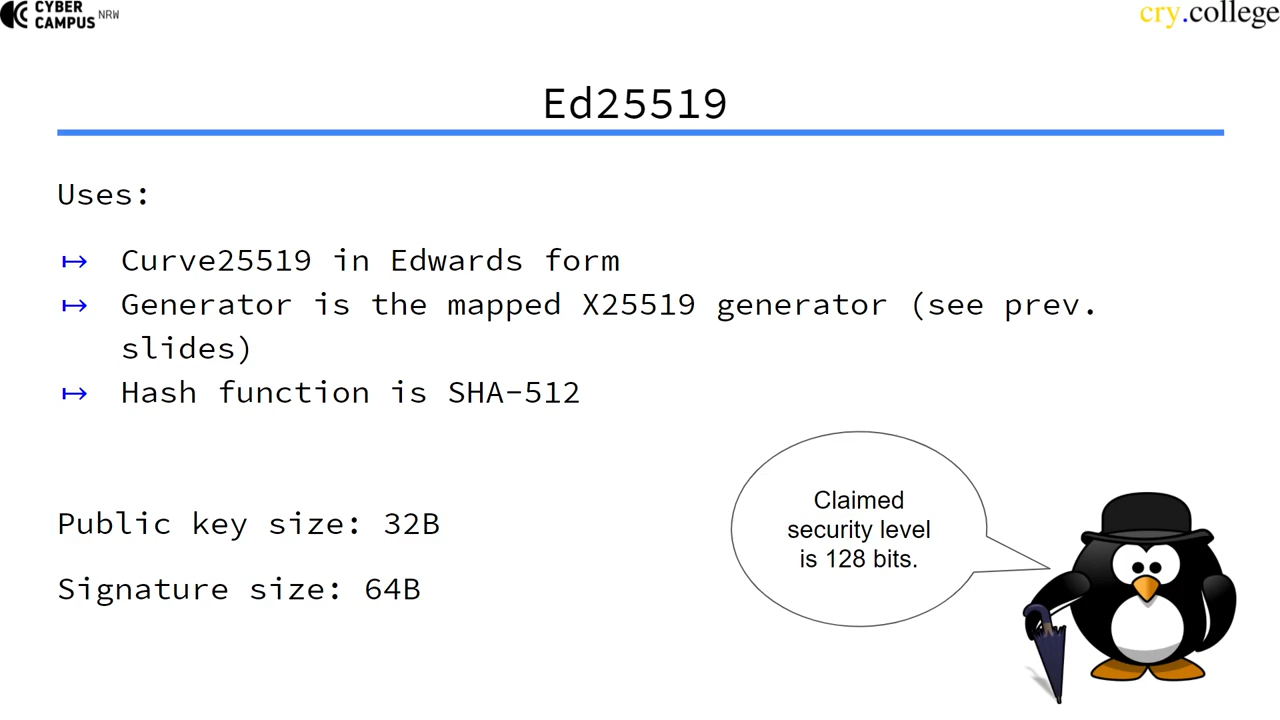 CYBER
CAMPUS NRW
cry.college
Ed25519
Uses:
↦ Curve25519 in Edwards form
↦ Generator is the mapped X25519 generator (see prev.
slides)
↦ Hash function is SHA-512
Public key size: 32B
Signature size: 64B
Claimed
security level
is 128 bits.